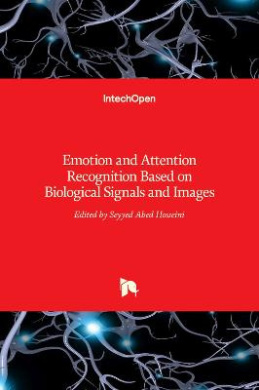 IntechOpen
Emotion and Attention
Recognition Based on
Biological Signals and Images
Edited by Seyyed Abed Hosseini